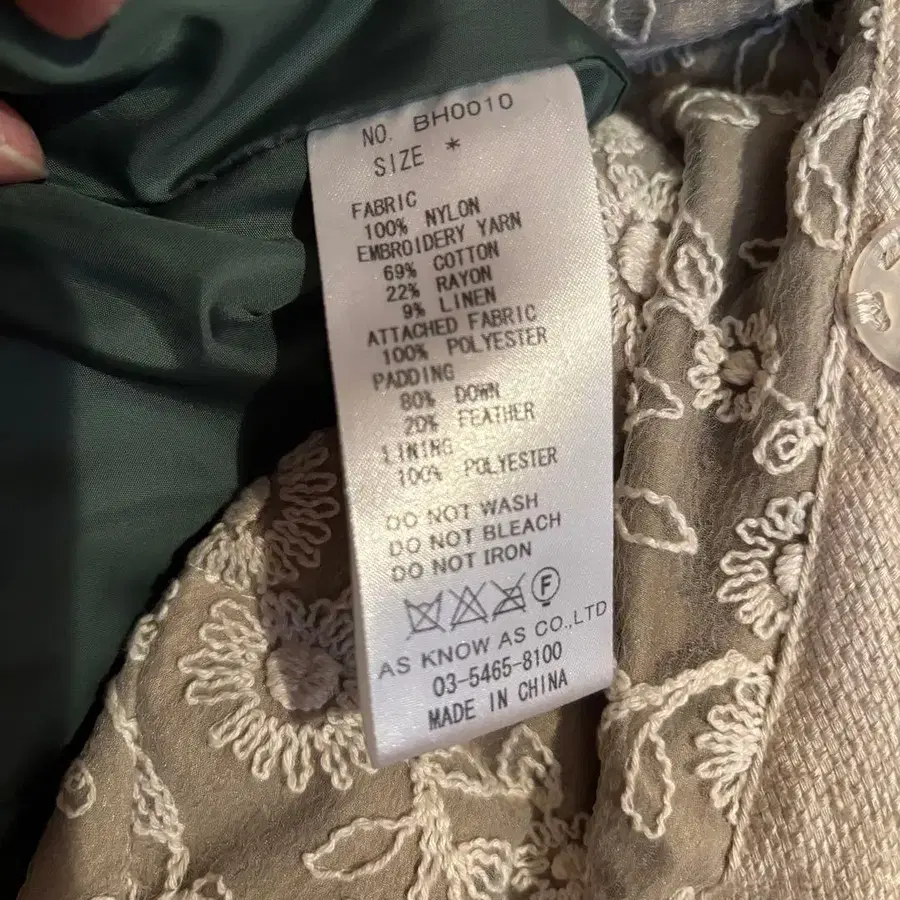 NO. BH0010
SIZE *
FABRIC
100% NYLON
EMBROIDERY YARN
69% COTTON
22% RAYON
9% LINEN
ATTACHED FABRIC
100% POLYESTER
PADDING
80% DOWN
20% FEATHER
LINING
100% POLYESTER
DO NOT WASH
DO NOT BLEACH
DO NOT IRON
F
AS KNOW AS CO.,LTD
03-5465-8100
MADE IN CHINA